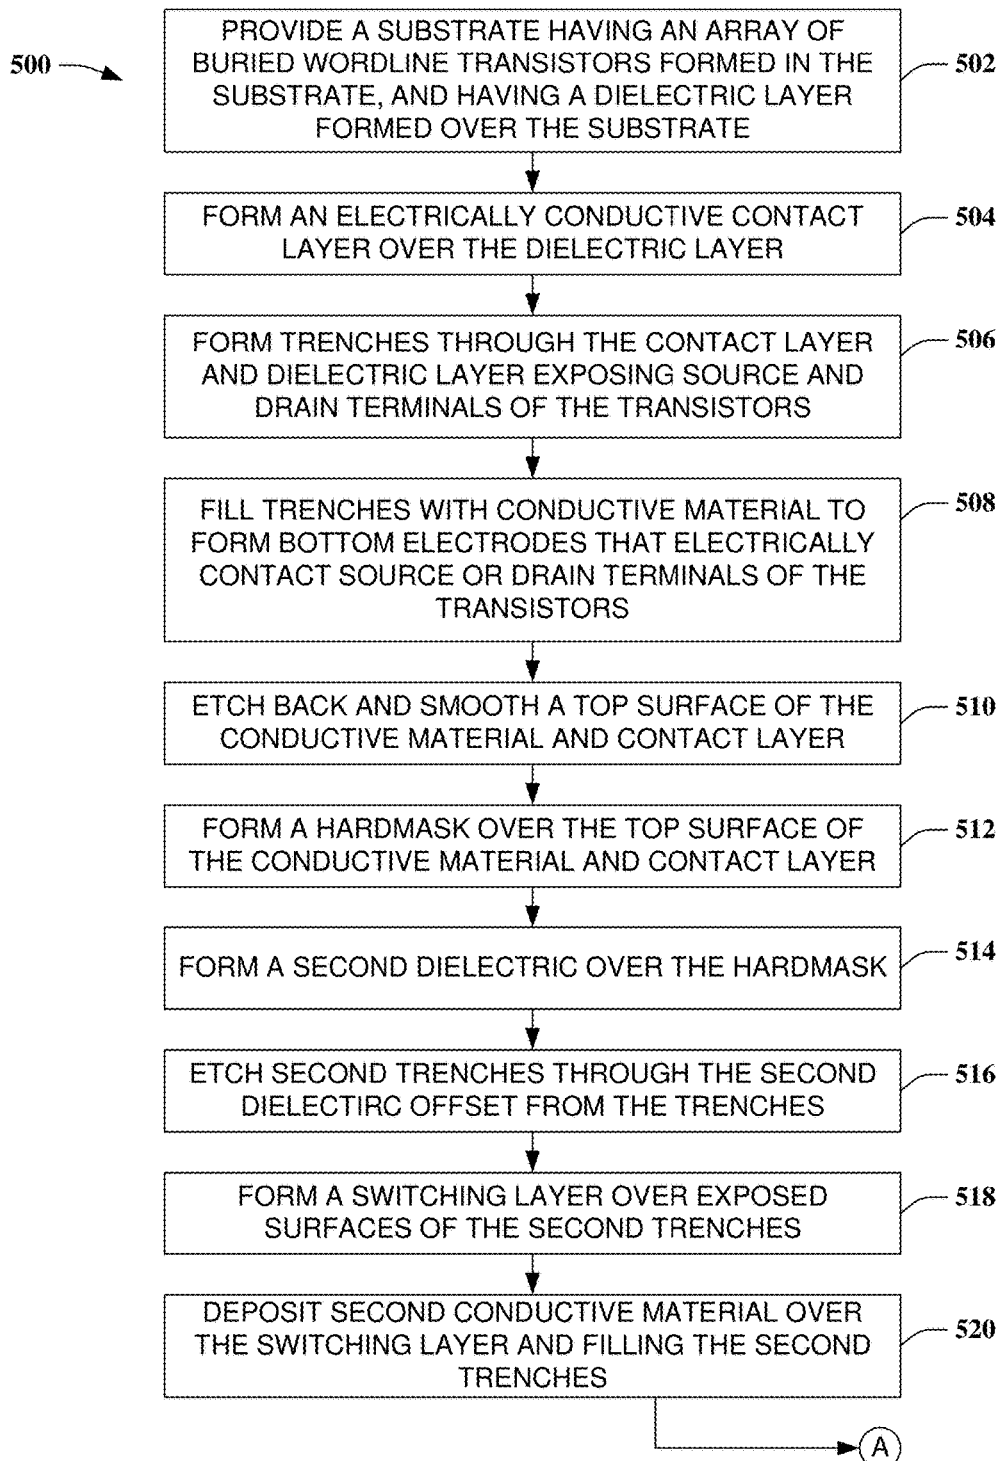 500
PROVIDE A SUBSTRATE HAVING AN ARRAY OF
BURIED WORDLINE TRANSISTORS FORMED IN THE
SUBSTRATE, AND HAVING A DIELECTRIC LAYER
FORMED OVER THE SUBSTRATE
502
FORM AN ELECTRICALLY CONDUCTIVE CONTACT
LAYER OVER THE DIELECTRIC LAYER
504
FORM TRENCHES THROUGH THE CONTACT LAYER
AND DIELECTRIC LAYER EXPOSING SOURCE AND
DRAIN TERMINALS OF THE TRANSISTORS
506
FILL TRENCHES WITH CONDUCTIVE MATERIAL TO
FORM BOTTOM ELECTRODES THAT ELECTRICALLY
CONTACT SOURCE OR DRAIN TERMINALS OF THE
TRANSISTORS
508
ETCH BACK AND SMOOTH A TOP SURFACE OF THE
CONDUCTIVE MATERIAL AND CONTACT LAYER
510
FORM A HARDMASK OVER THE TOP SURFACE OF
THE CONDUCTIVE MATERIAL AND CONTACT LAYER
512
FORM A SECOND DIELECTRIC OVER THE HARDMASK
514
ETCH SECOND TRENCHES THROUGH THE SECOND
DIELECTIRC OFFSET FROM THE TRENCHES
516
FORM A SWITCHING LAYER OVER EXPOSED
SURFACES OF THE SECOND TRENCHES
518
DEPOSIT SECOND CONDUCTIVE MATERIAL OVER
THE SWITCHING LAYER AND FILLING THE SECOND
TRENCHES
520
A